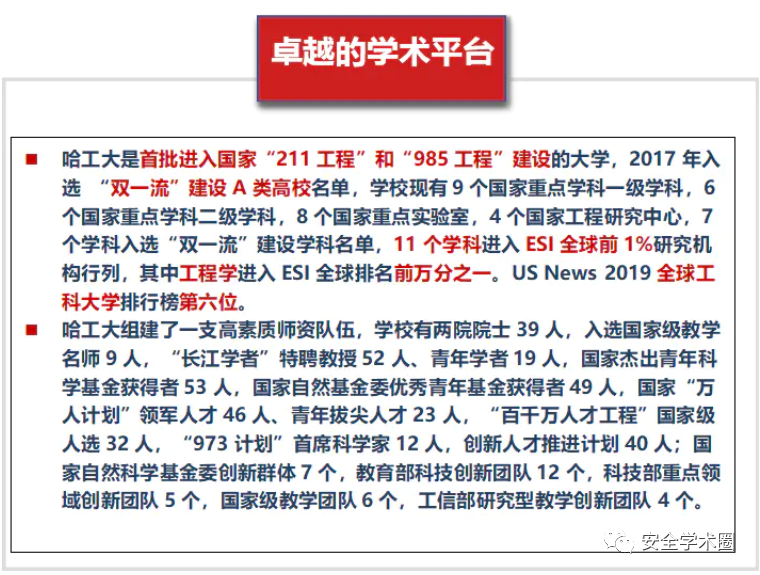 卓越的学术平台
哈工大是首批进入国家“211 工程”和“985 工程”建设的大学，2017 年入
选 “双一流”建设 A 类高校名单，学校现有 9 个国家重点学科一级学科，6
个国家重点学科二级学科，8 个国家重点实验室，4 个国家工程研究中心，7
个学科入选“双一流”建设学科名单，11 个学科进入 ESI 全球前 1%研究机
构行列，其中工程学进入 ESI 全球排名前万分之一。US News 2019 全球工
科大学排行榜第六位。
哈工大组建了一支高素质师资队伍，学校有两院院士 39 人，入选国家级教学
名师 9 人，“长江学者”特聘教授 52 人、青年学者 19 人，国家杰出青年科
学基金获得者 53 人，国家自然基金委优秀青年基金获得者 49 人，国家“万
人计划”领军人才 46 人、青年拔尖人才 23 人，“百千万人才工程”国家级
人选 32 人，“973 计划”首席科学家 12 人，创新人才推进计划 40 人；国
家自然科学基金委创新群体 7 个，教育部科技创新团队 12 个，科技部重点领
域创新团队 5 个，国家级教学团队 6 个，工信部研究型教学创新团队 4 个。
安全学术圈